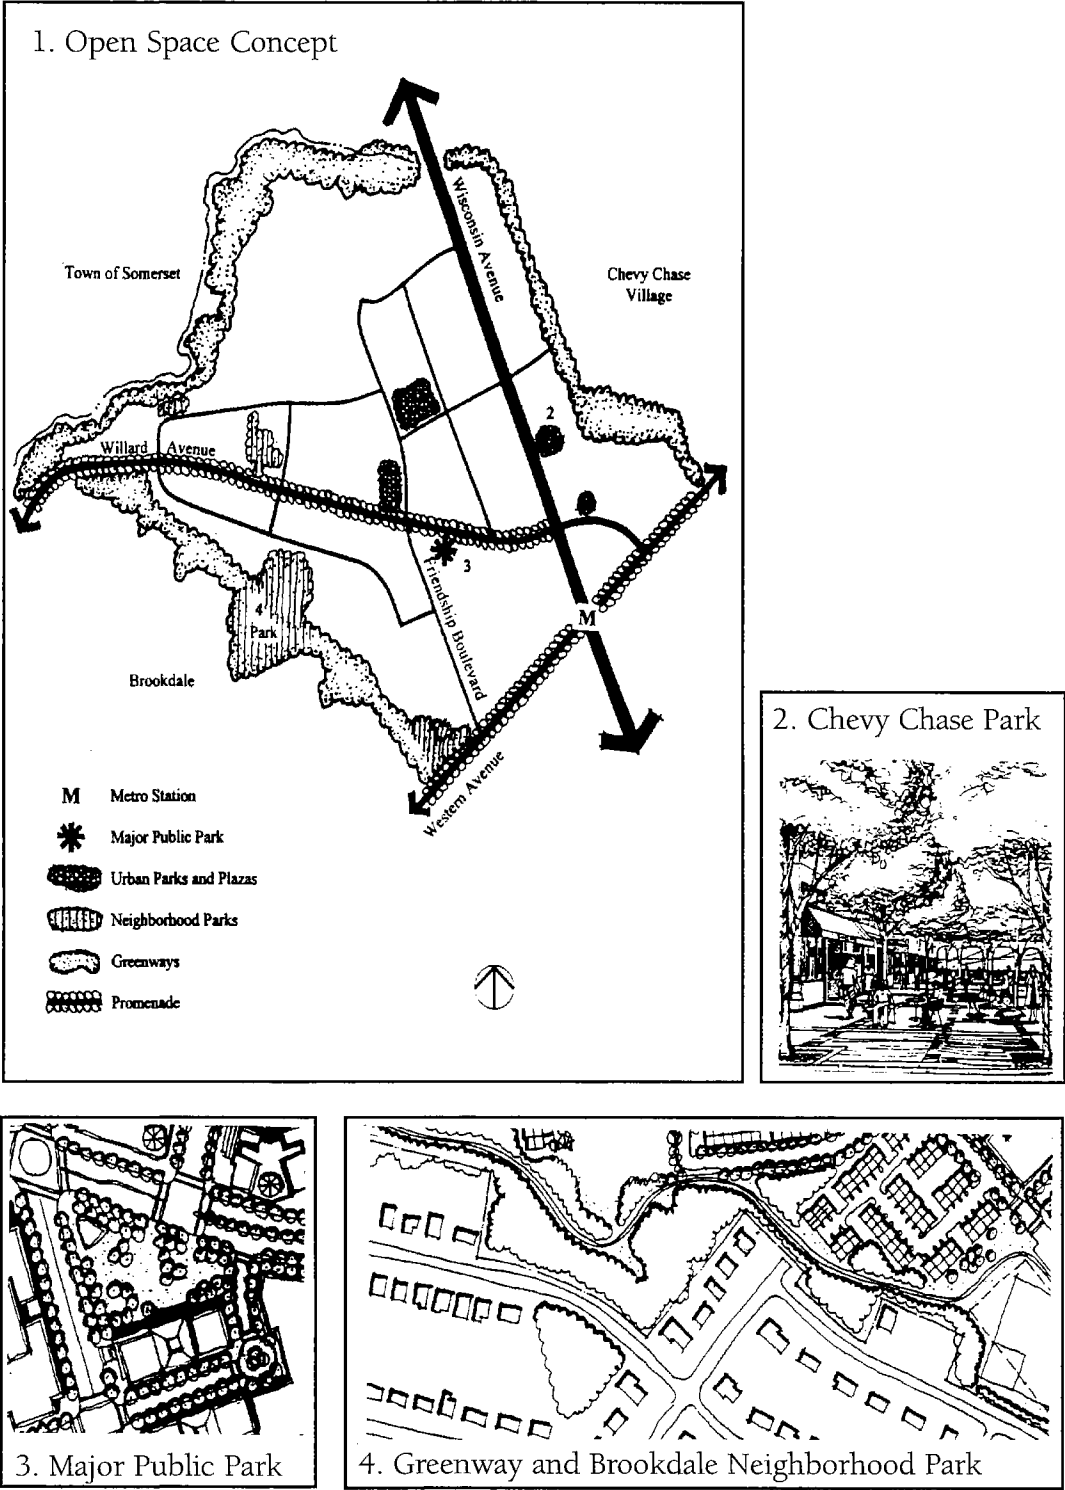 1. Open Space Concept
Wisconsin Avenue
Town of Somerset
Chevy Chase
Village
2
Willard Avenue
3
Friendship Boulevard
4
Park
M
Brookdale
Western Avenue
M Metro Station
Major Public Park
Urban Parks and Plazas
Neighborhood Parks
Greenways
Promenade
2. Chevy Chase Park
3. Major Public Park
4. Greenway and Brookdale Neighborhood Park